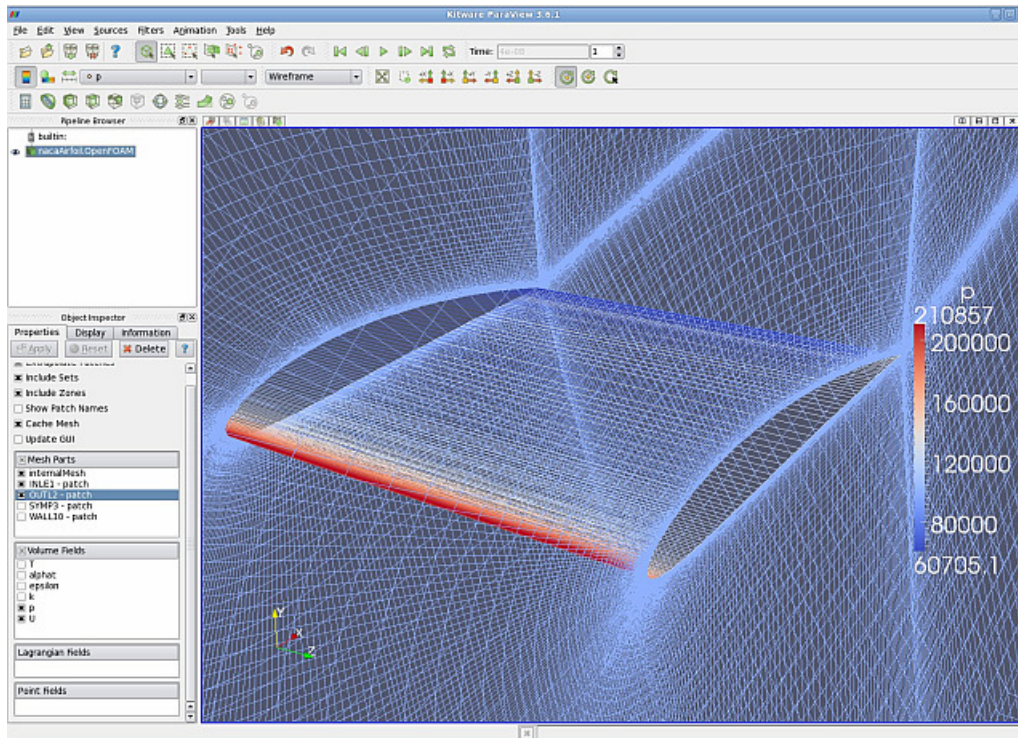 Kitware ParaView 3.6.1
File Edit View Sources Filters Animation Tools Help
Time: 4e-05 1
p Wireframe
Pipeline Browser
builtin:
nacaAirfoil.OpenFOAM
Object Inspector
Properties Display Information
Apply Reset Delete ?
Include Sets
Include Zones
Show Patch Names
Cache Mesh
Update GUI
Mesh Parts
internalMesh
INLE1 - patch
OUTL2 - patch
SYMP3 - patch
WALL10 - patch
Volume Fields
T
alphat
epsilon
k
p
U
Lagrangian Fields
Point Fields
p
210857
200000
160000
120000
80000
60705.1
Y
X
Z